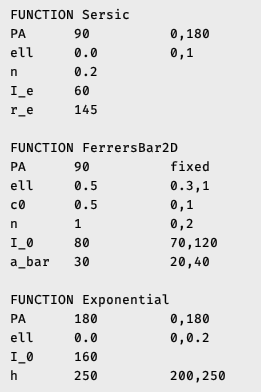 FUNCTION Sersic
PA 90 0,180
ell 0.0 0,1
n 0.2
I_e 60
r_e 145
FUNCTION FerrersBar2D
PA 90 fixed
ell 0.5 0.3,1
c0 0.5 0,1
n 1 0,2
I_0 80 70,120
a_bar 30 20,40
FUNCTION Exponential
PA 180 0,180
ell 0.0 0,0.2
I_0 160
h 250 200,250